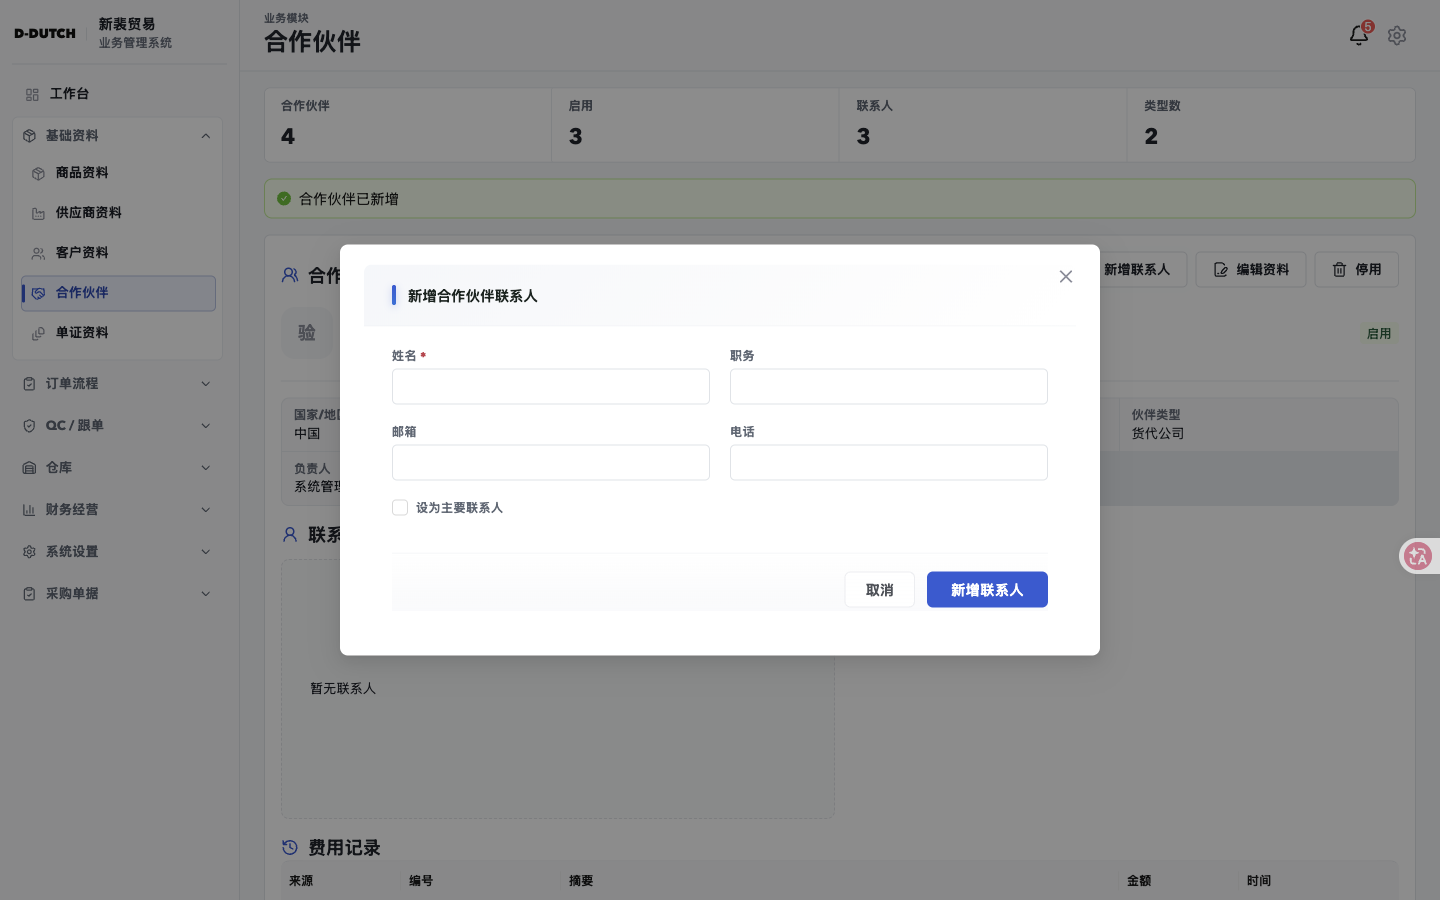 D-DUTCH
新裴贸易
业务管理系统
工作台
基础资料
商品资料
供应商资料
客户资料
合作伙伴
单证资料
订单流程
QC / 跟单
仓库
财务经营
系统设置
采购单据
业务模块
合作伙伴
5
合作伙伴
4
启用
3
联系人
3
类型数
2
合作伙伴已新增
新增联系人
编辑资料
停用
验
启用
中国
伙伴类型
货代公司
负责人
新增合作伙伴联系人
姓名 *
职务
邮箱
电话
设为主要联系人
取消
新增联系人
暂无联系人
费用记录
来源
编号
摘要
金额
时间